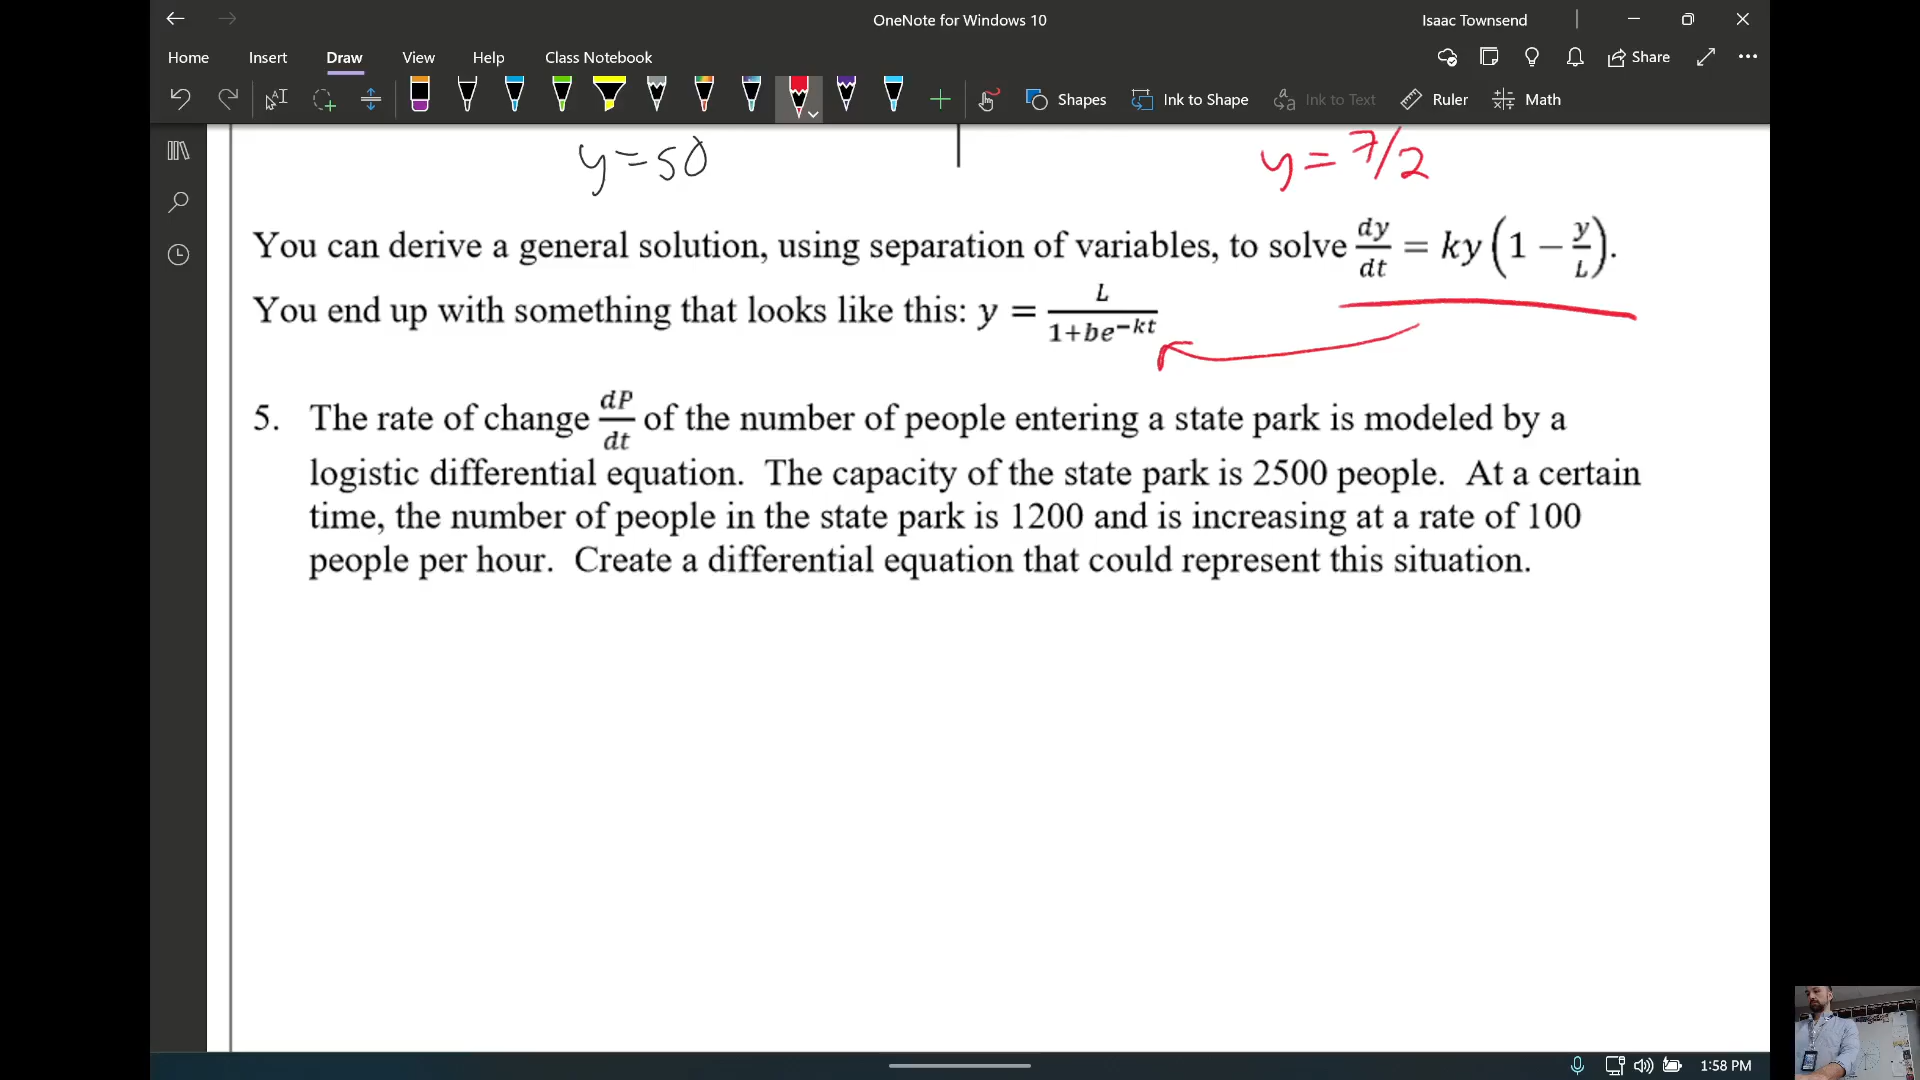 OneNote for Windows 10
Isaac Townsend
Home Insert Draw View Help Class Notebook
Share
Shapes Ink to Shape Ink to Text Ruler Math
y=50
y = 7/2
You can derive a general solution, using separation of variables, to solve dy/dt = ky(1 − y/L).
You end up with something that looks like this: y = L/(1+be^−kt)
5. The rate of change dP/dt of the number of people entering a state park is modeled by a
logistic differential equation. The capacity of the state park is 2500 people. At a certain
time, the number of people in the state park is 1200 and is increasing at a rate of 100
people per hour. Create a differential equation that could represent this situation.
1:58 PM